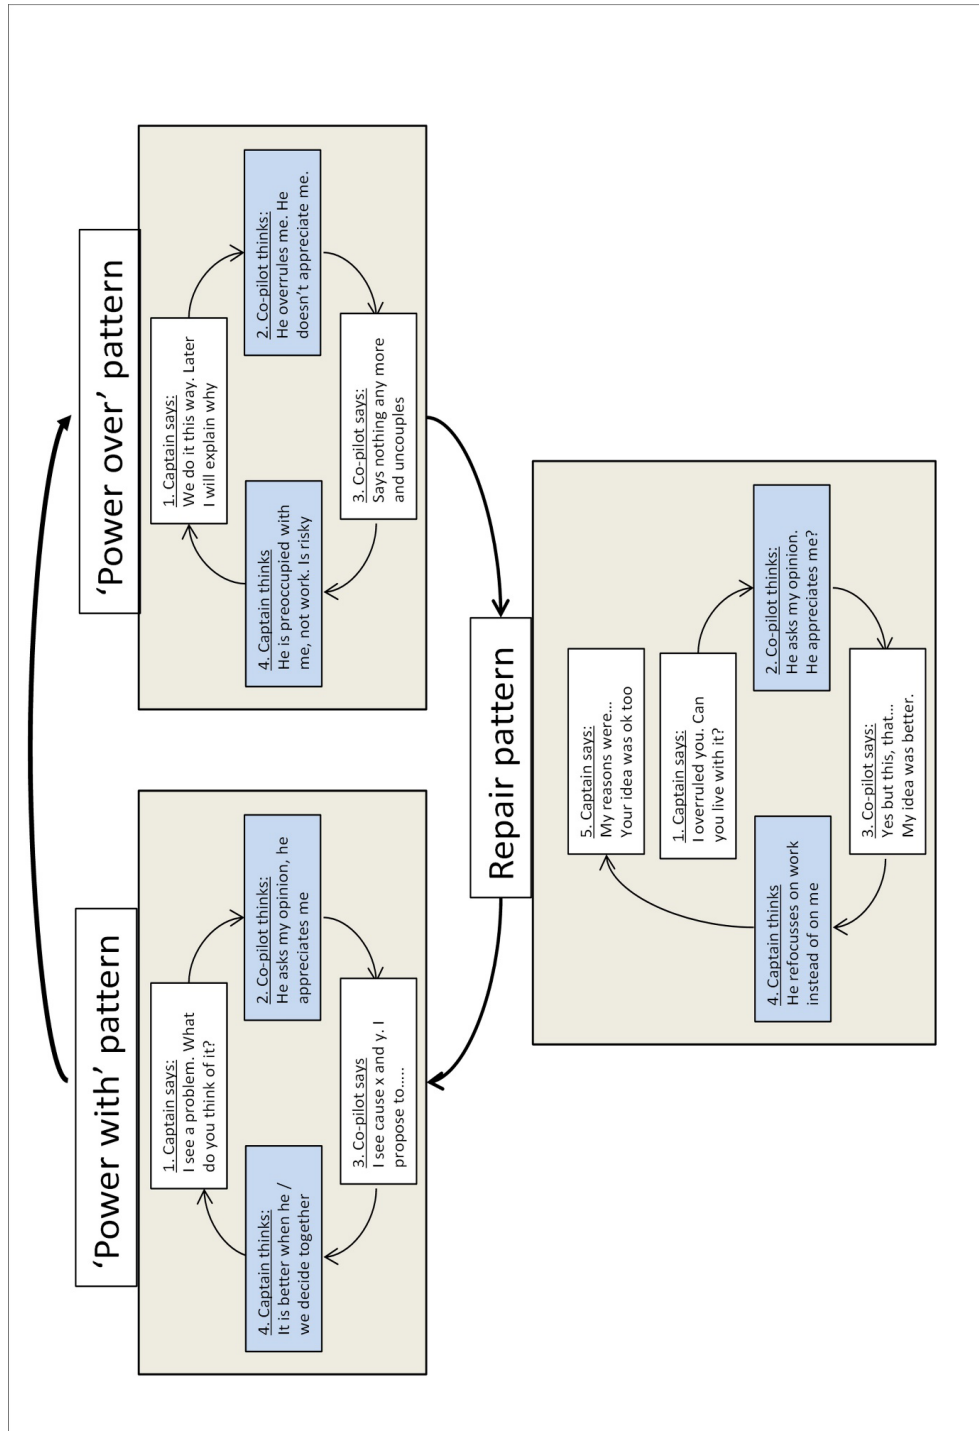 ‘Power with’ pattern
1. Captain says:
I see a problem. What
do you think of it?
2. Co-pilot thinks:
He asks my opinion, he
appreciates me
3. Co-pilot says
I see cause x and y. I
propose to.....
4. Captain thinks:
It is better when he /
we decide together
‘Power over’ pattern
1. Captain says:
We do it this way. Later
I will explain why
2. Co-pilot thinks:
He overrules me. He
doesn’t appreciate me.
3. Co-pilot says:
Says nothing any more
and uncouples
4. Captain thinks
He is preoccupied with
me, not work. Is risky
Repair pattern
5. Captain says:
My reasons were...
Your idea was ok too
1. Captain says:
I overruled you. Can
you live with it?
2. Co-pilot thinks:
He asks my opinion.
He appreciates me?
3. Co-pilot says:
Yes but this, that...
My idea was better.
4. Captain thinks
He refocusses on work
instead of on me